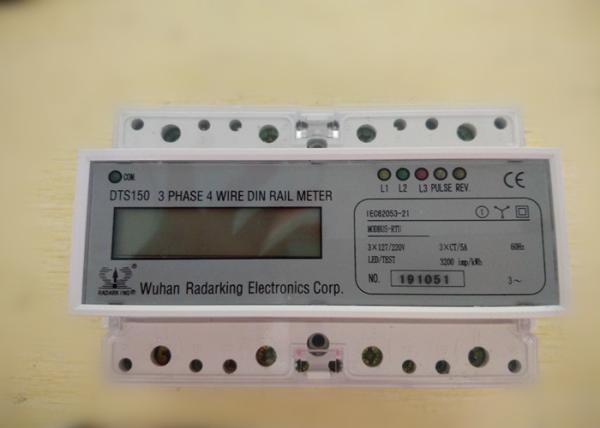 COM.
L1 L2 L3 PULSE REV.
DTS150 3 PHASE 4 WIRE DIN RAIL METER
CE
IEC62053-21
MODBUS-RTU
3×127/220V 3×CT/5A 60Hz
LED/TEST 3200 imp/kWh
NO. 191051 3~
RADARKING®
Wuhan Radarking Electronics Corp.